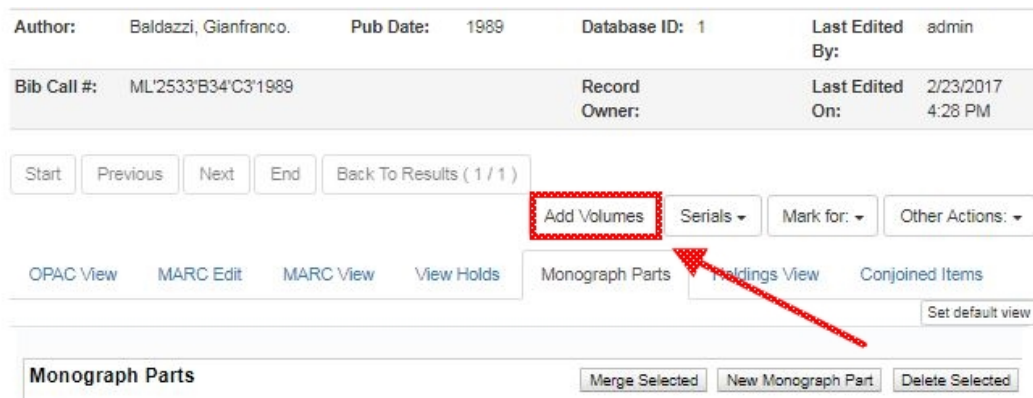 Author: Baldazzi, Gianfranco. Pub Date: 1989 Database ID: 1 Last Edited By: admin
Bib Call #: ML'2533'B34'C3'1989 Record Owner: Last Edited On: 2/23/2017 4:28 PM
Start Previous Next End Back To Results ( 1 / 1 )
Add Volumes Serials Mark for: Other Actions:
OPAC View MARC Edit MARC View View Holds Monograph Parts Holdings View Conjoined Items
Set default view
Monograph Parts Merge Selected New Monograph Part Delete Selected